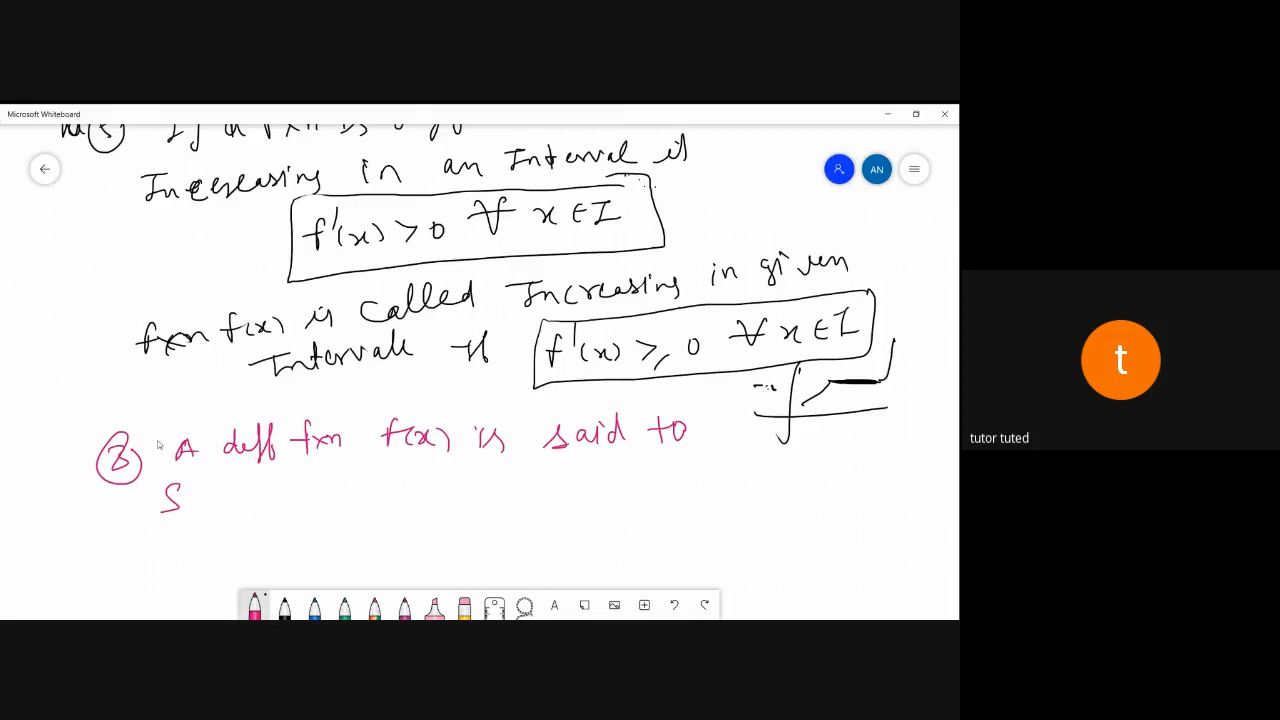 Microsoft Whiteboard
Increasing in an Interval if
f'(x) > 0 ∀ x ∈ I
fxn f(x) is called Increasing in given
Interval if f'(x) ≥ 0 ∀ x ∈ I
② A diff fxn f(x) is said to
S
AN
A
t
tutor tuted